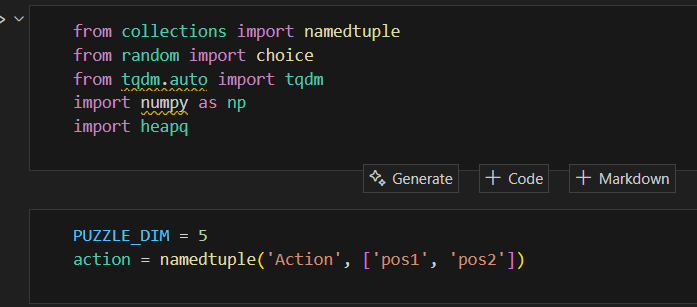 from collections import namedtuple
from random import choice
from tqdm.auto import tqdm
import numpy as np
import heapq
Generate
Code
Markdown
PUZZLE_DIM = 5
action = namedtuple('Action', ['pos1', 'pos2'])